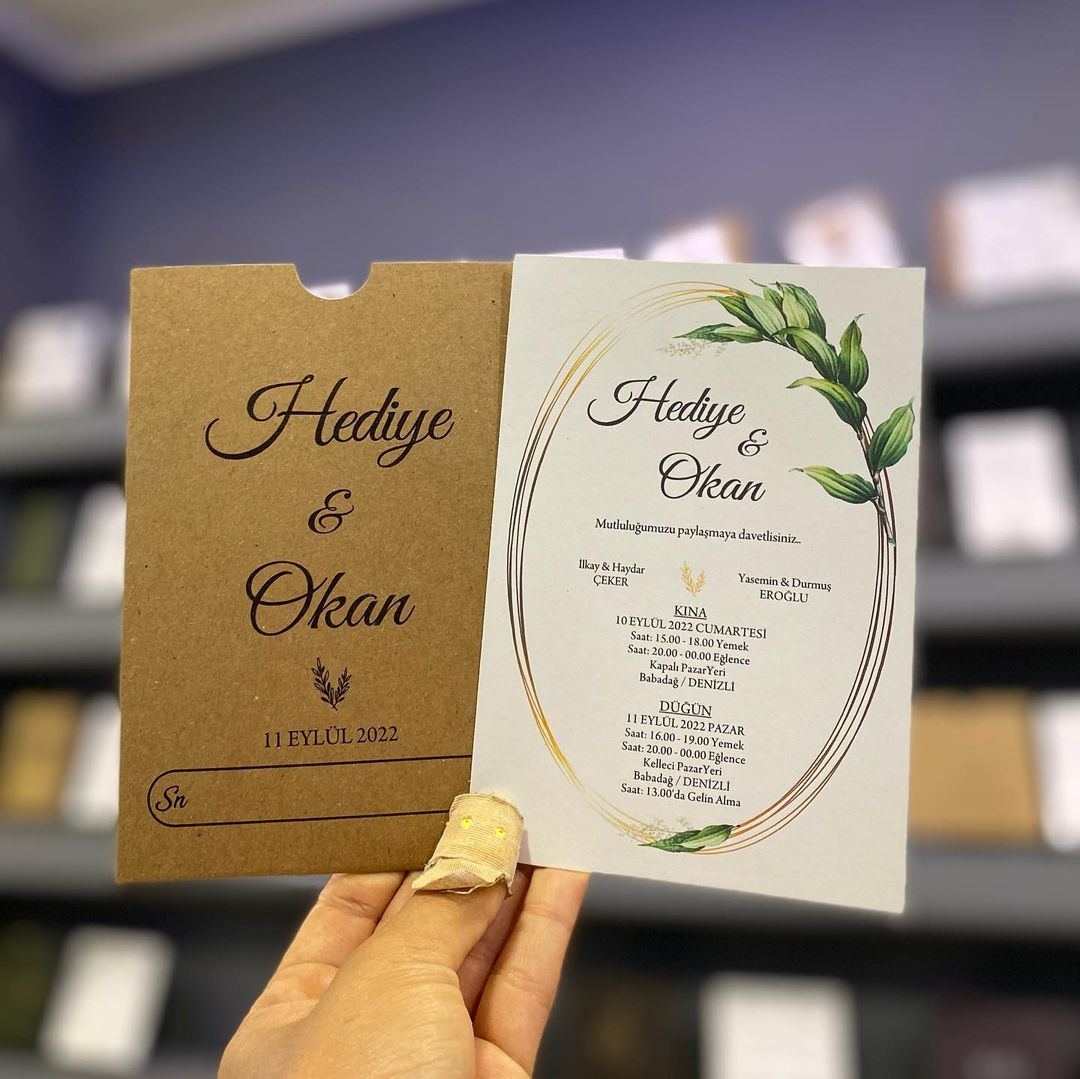 Hediye
&
Okan
11 EYLÜL 2022
Sn
Hediye
&
Okan
Mutluluğumuzu paylaşmaya davetlisiniz..
İlkay & Haydar
ÇEKER
Yasemin & Durmuş
EROĞLU
KINA
10 EYLÜL 2022 CUMARTESİ
Saat: 15.00 - 18.00 Yemek
Saat: 20.00 - 00.00 Eğlence
Kapalı PazarYeri
Babadağ / DENİZLİ
DÜĞÜN
11 EYLÜL 2022 PAZAR
Saat: 16.00 - 19.00 Yemek
Saat: 20.00 - 00.00 Eğlence
Kelleci PazarYeri
Babadağ / DENİZLİ
Saat: 13.00'da Gelin Alma